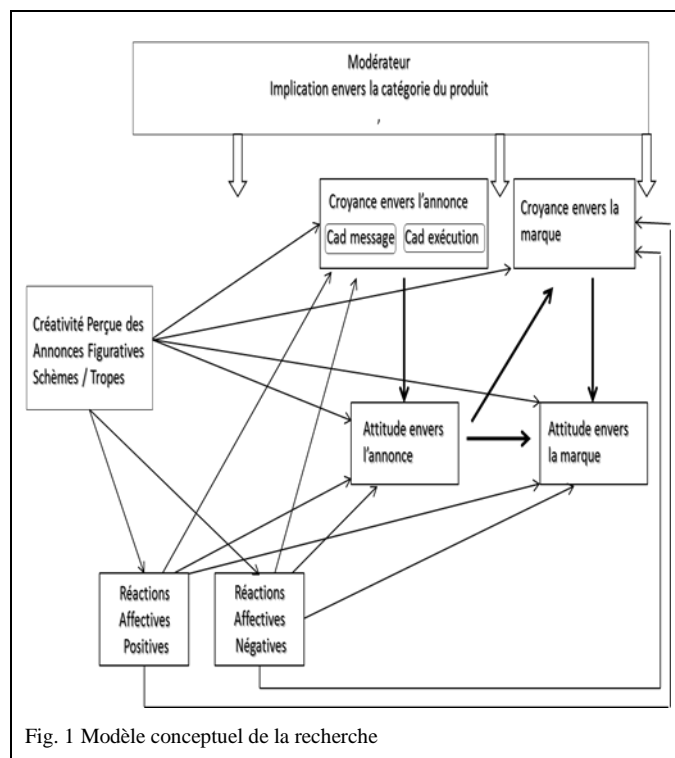 Modérateur
Implication envers la catégorie du produit
,
Croyance envers l'annonce
Cad message
Cad exécution
Croyance envers la
marque
Créativité Perçue des
Annonces Figuratives
Schèmes / Tropes
Attitude envers
l'annonce
Attitude envers
la marque
Réactions
Affectives
Positives
Réactions
Affectives
Négatives
Fig. 1 Modèle conceptuel de la recherche